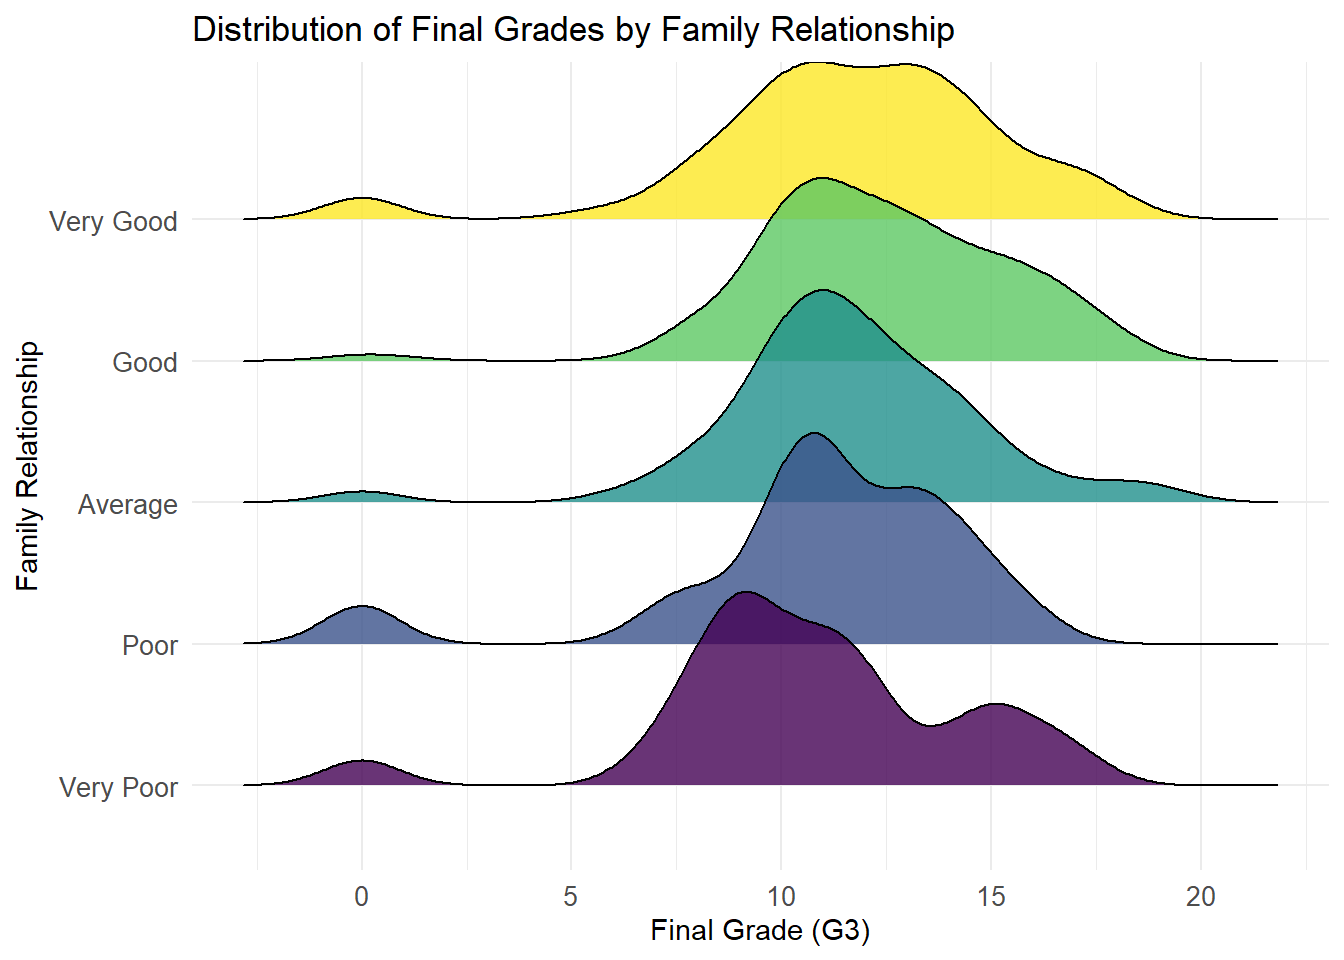 Distribution of Final Grades by Family Relationship
Family Relationship
Very Good
Good
Average
Poor
Very Poor
0 5 10 15 20
Final Grade (G3)